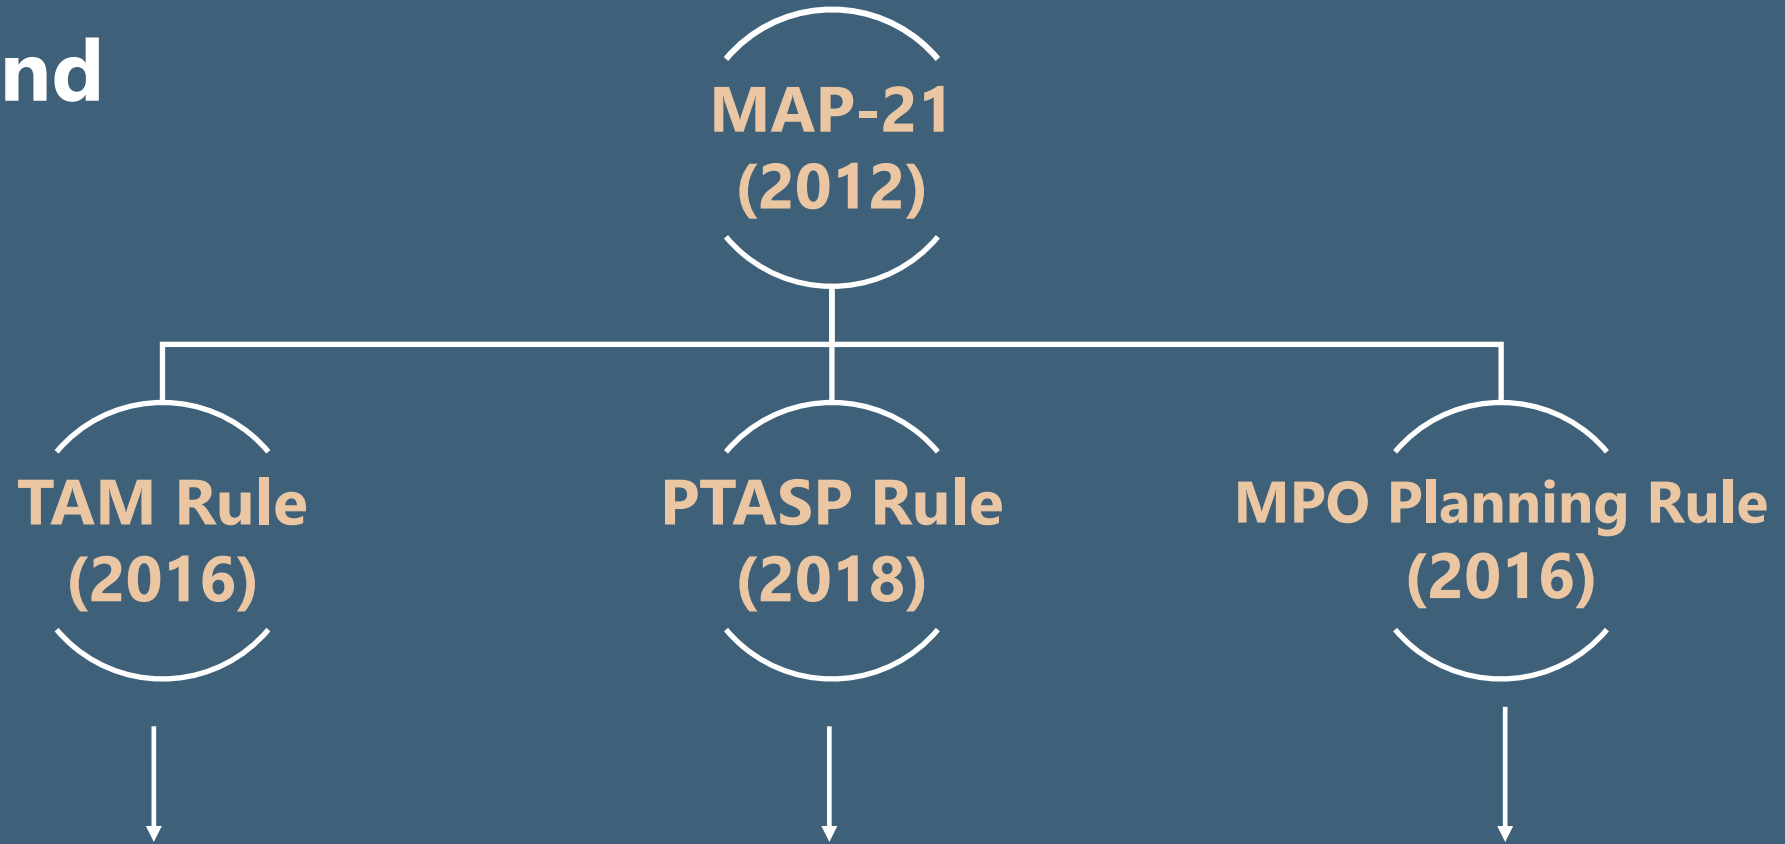 nd
MAP-21
(2012)
TAM Rule
(2016)
PTASP Rule
(2018)
MPO Planning Rule
(2016)